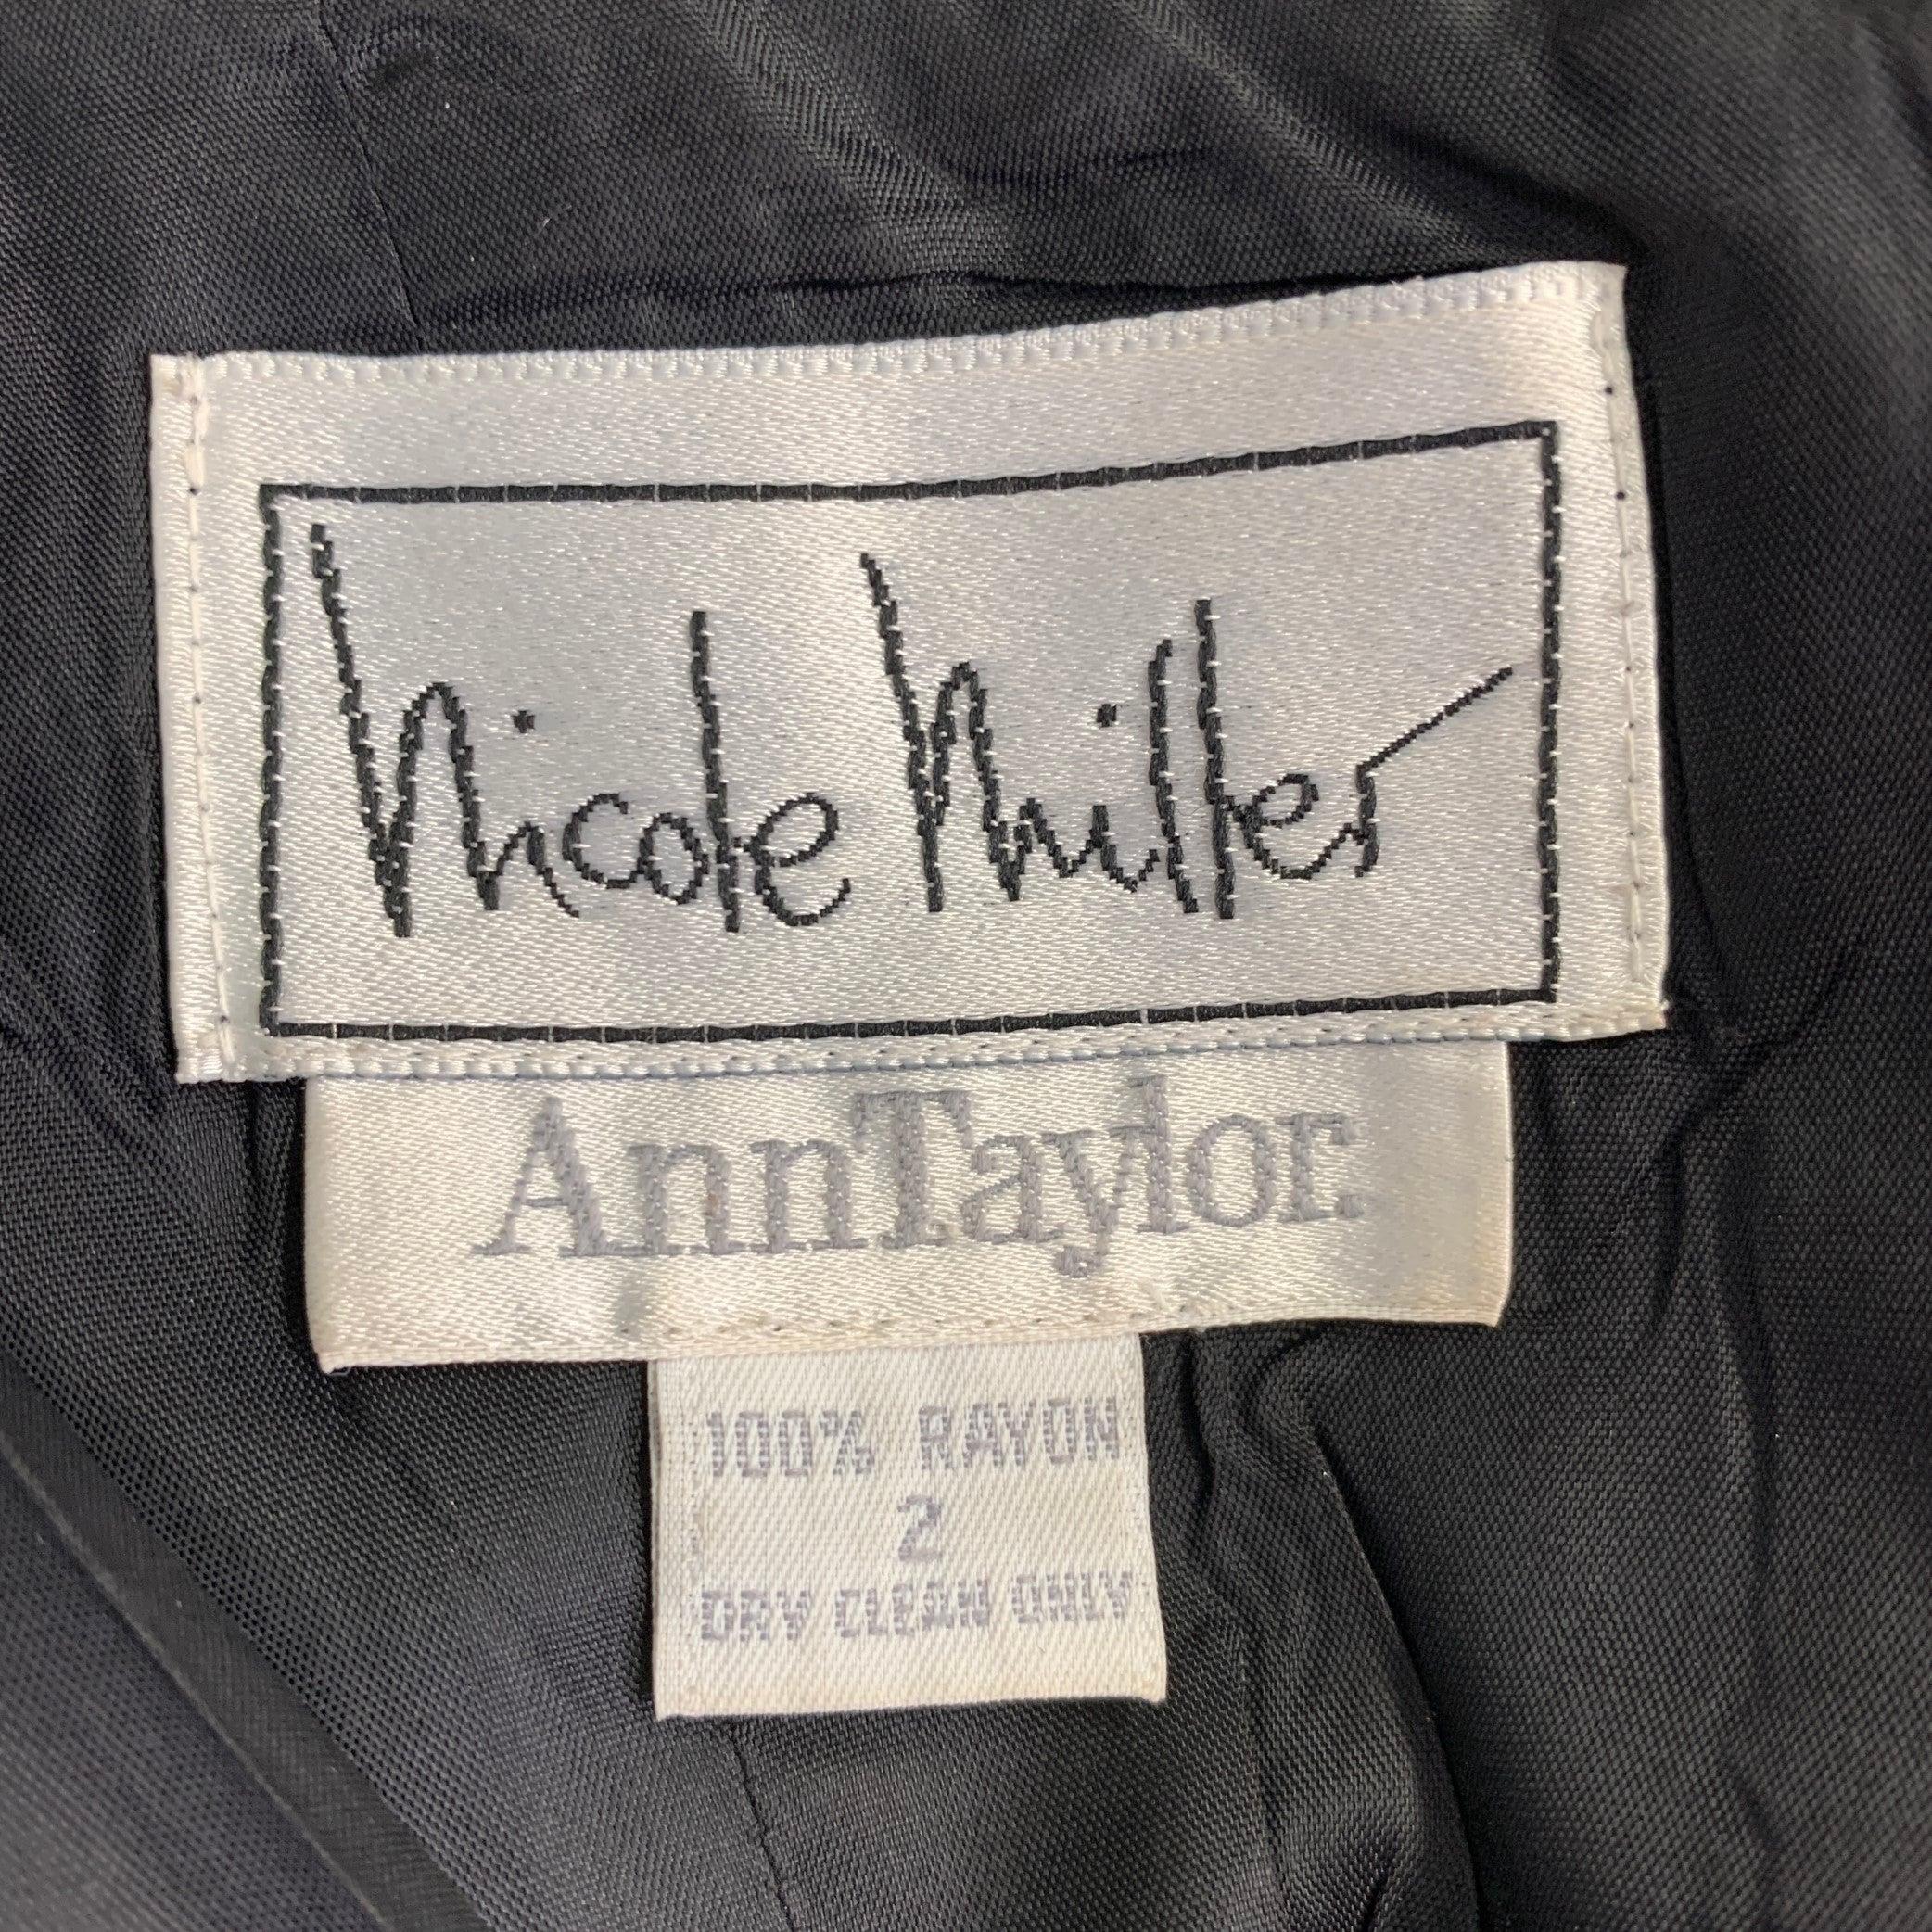 Nicole Miller
AnnTaylor.
100% RAYON
2
DRY CLEAN ONLY